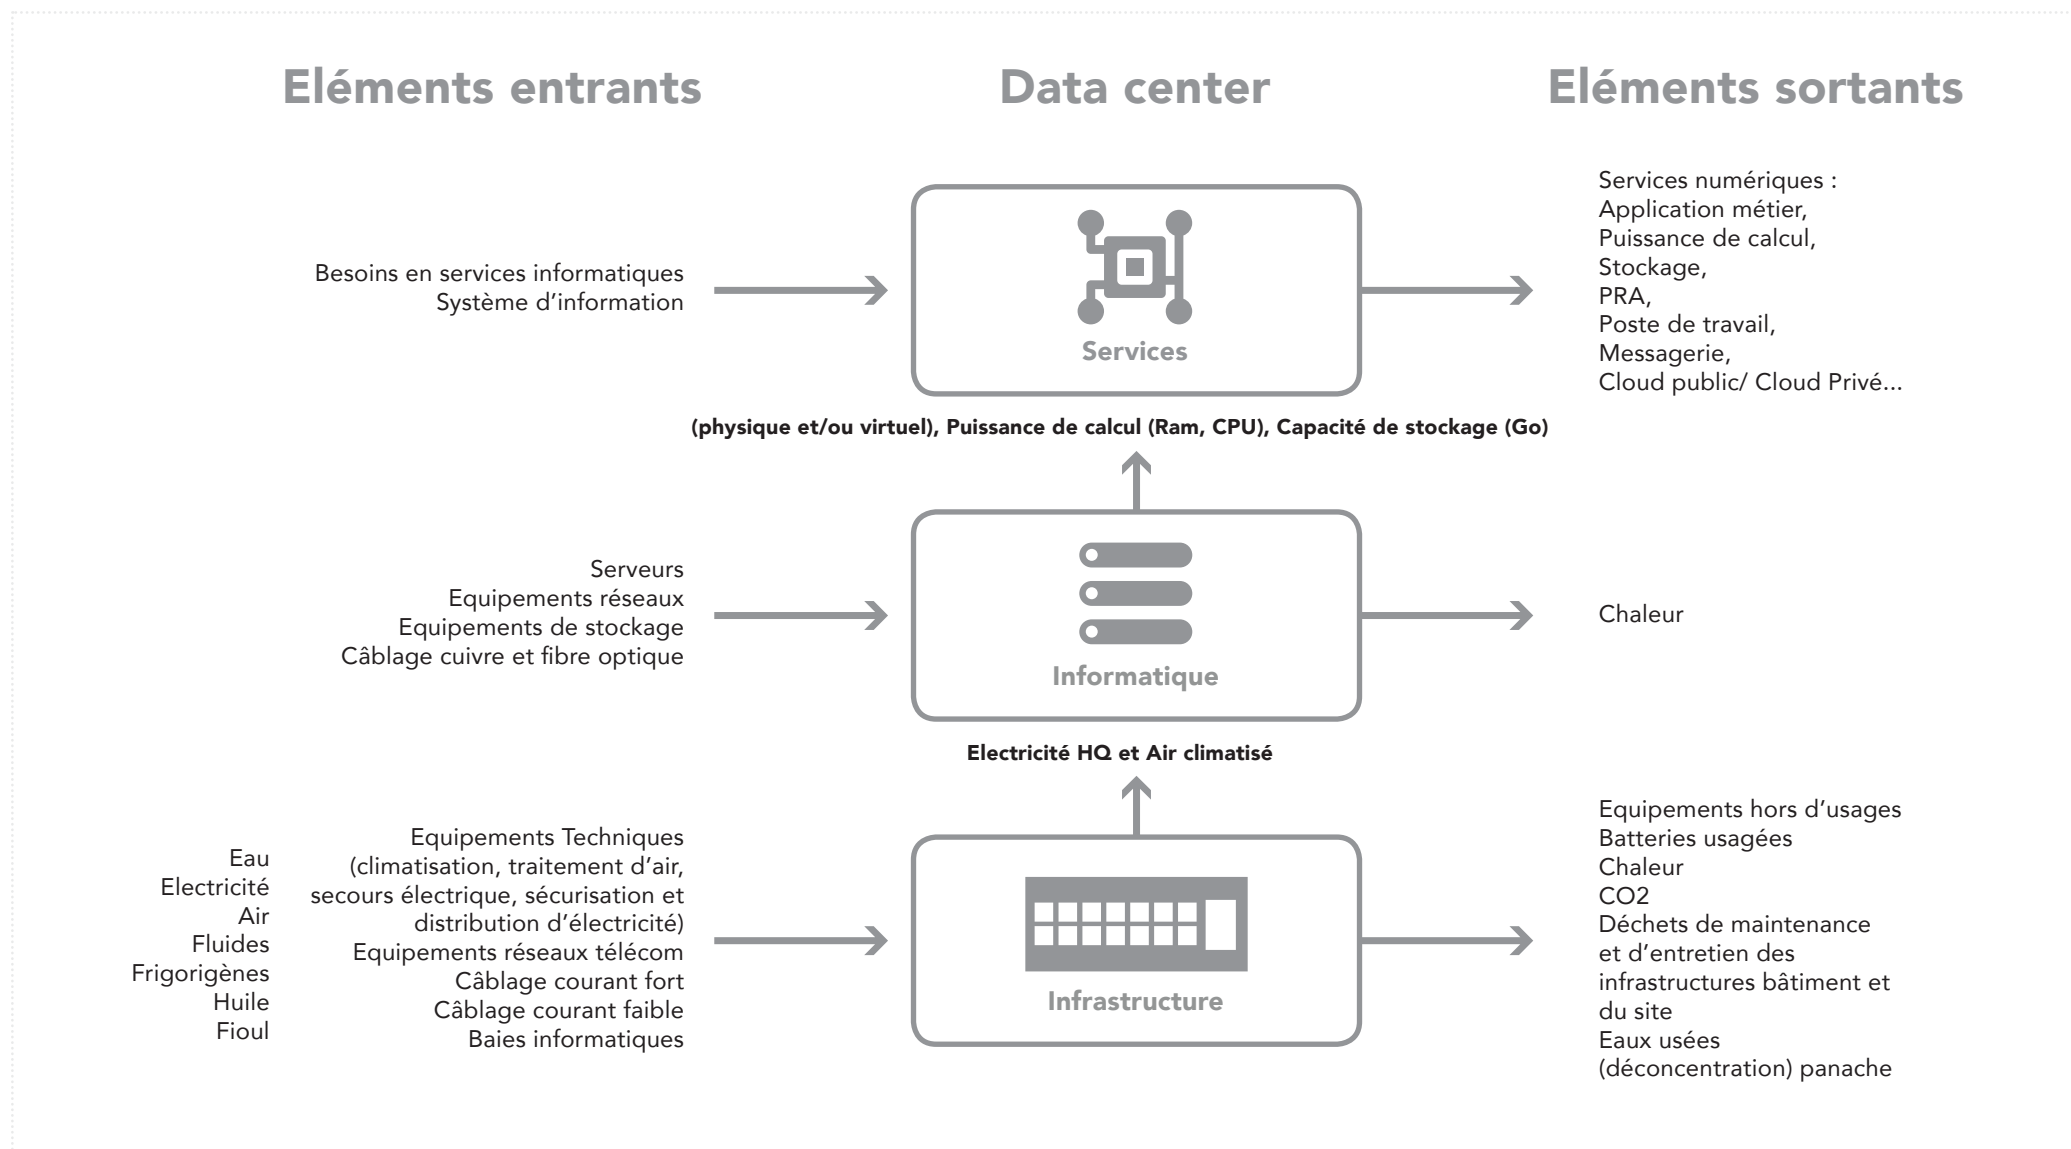 Eléments entrants
Data center
Eléments sortants
Besoins en services informatiques
Système d'information
Services
Services numériques :
Application métier,
Puissance de calcul,
Stockage,
PRA,
Poste de travail,
Messagerie,
Cloud public/ Cloud Privé...
(physique et/ou virtuel), Puissance de calcul (Ram, CPU), Capacité de stockage (Go)
Serveurs
Equipements réseaux
Equipements de stockage
Câblage cuivre et fibre optique
Informatique
Chaleur
Electricité HQ et Air climatisé
Eau
Electricité
Air
Fluides
Frigorigènes
Huile
Fioul
Equipements Techniques
(climatisation, traitement d'air,
secours électrique, sécurisation et
distribution d'électricité)
Equipements réseaux télécom
Câblage courant fort
Câblage courant faible
Baies informatiques
Infrastructure
Equipements hors d'usages
Batteries usagées
Chaleur
CO2
Déchets de maintenance
et d'entretien des
infrastructures bâtiment et
du site
Eaux usées
(déconcentration) panache